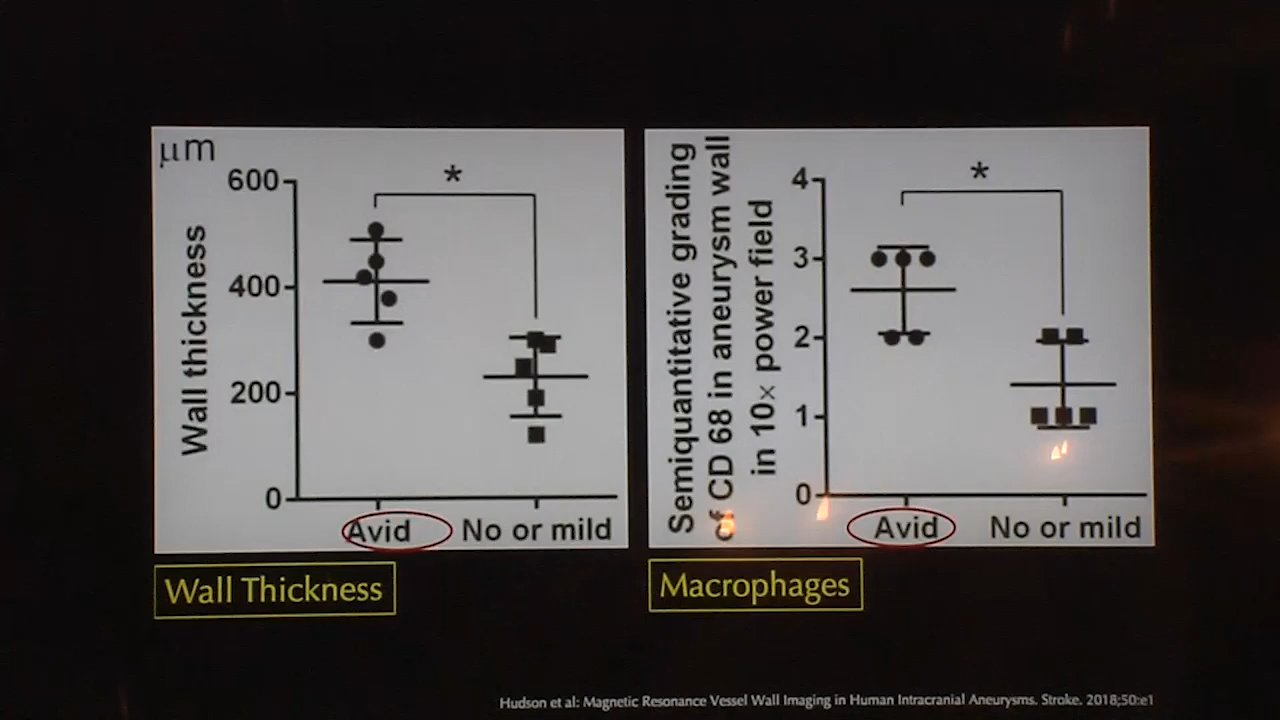 μm
Wall thickness
600
400
200
0
*
Avid
No or mild
Wall Thickness
Semiquantitative grading
of CD 68 in aneurysm wall
in 10× power field
4
3
2
1
0
*
Avid
No or mild
Macrophages
Hudson et al: Magnetic Resonance Vessel Wall Imaging in Human Intracranial Aneurysms. Stroke. 2018;50:e1